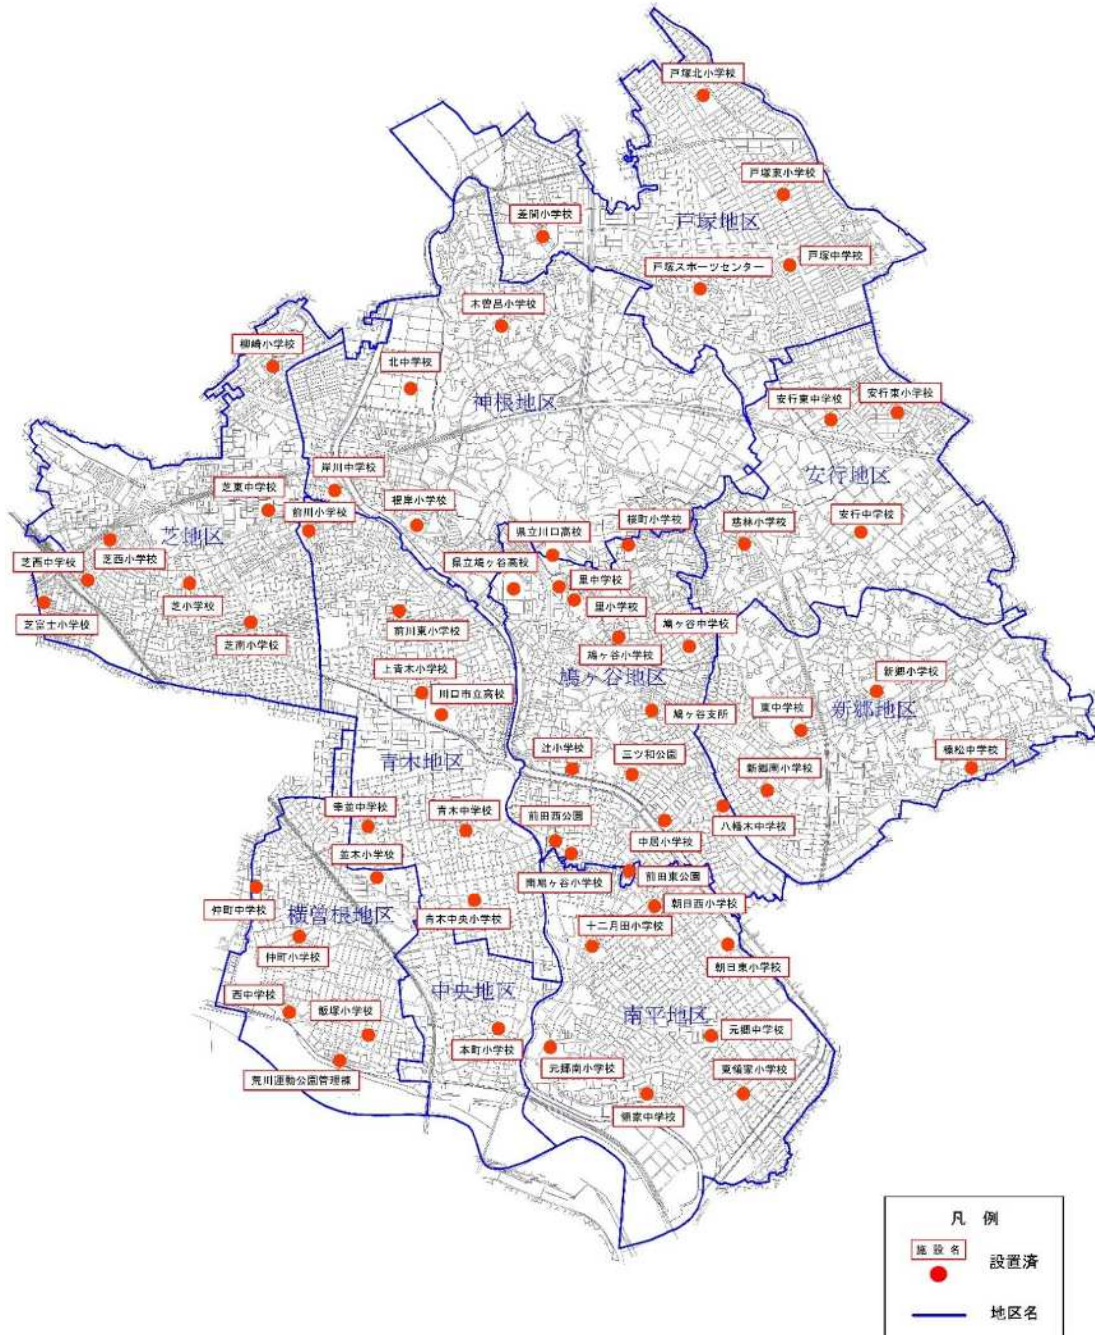 戸塚北小学校
戸塚東小学校
差間小学校
戸塚地区
戸塚中学校
戸塚スポーツセンター
木曽呂小学校
柳崎小学校
北中学校
神根地区
安行東中学校
安行東小学校
安行地区
岸川中学校
芝東中学校
根岸小学校
前川小学校
芝地区
県立川口高校
桜町小学校
慈林小学校
安行中学校
芝西中学校
芝西小学校
県立鳩ヶ谷高校
里中学校
里小学校
芝富士小学校
芝小学校
芝南小学校
前川東小学校
鳩ヶ谷小学校
鳩ヶ谷中学校
上青木小学校
川口市立高校
鳩ヶ谷地区
新郷小学校
新郷地区
鳩ヶ谷支所
東中学校
辻小学校
三ツ和公園
榛松中学校
青木地区
新郷南小学校
幸並中学校
青木中学校
前田西公園
中居小学校
八幡木中学校
並木小学校
南鳩ヶ谷小学校
前田東公園
仲町中学校
横曽根地区
青木中央小学校
朝日西小学校
十二月田小学校
仲町小学校
朝日東小学校
西中学校
飯塚小学校
中央地区
南平地区
元郷中学校
本町小学校
元郷南小学校
東領家小学校
荒川運動公園管理棟
領家中学校
凡 例
施 設 名
設置済
地区名